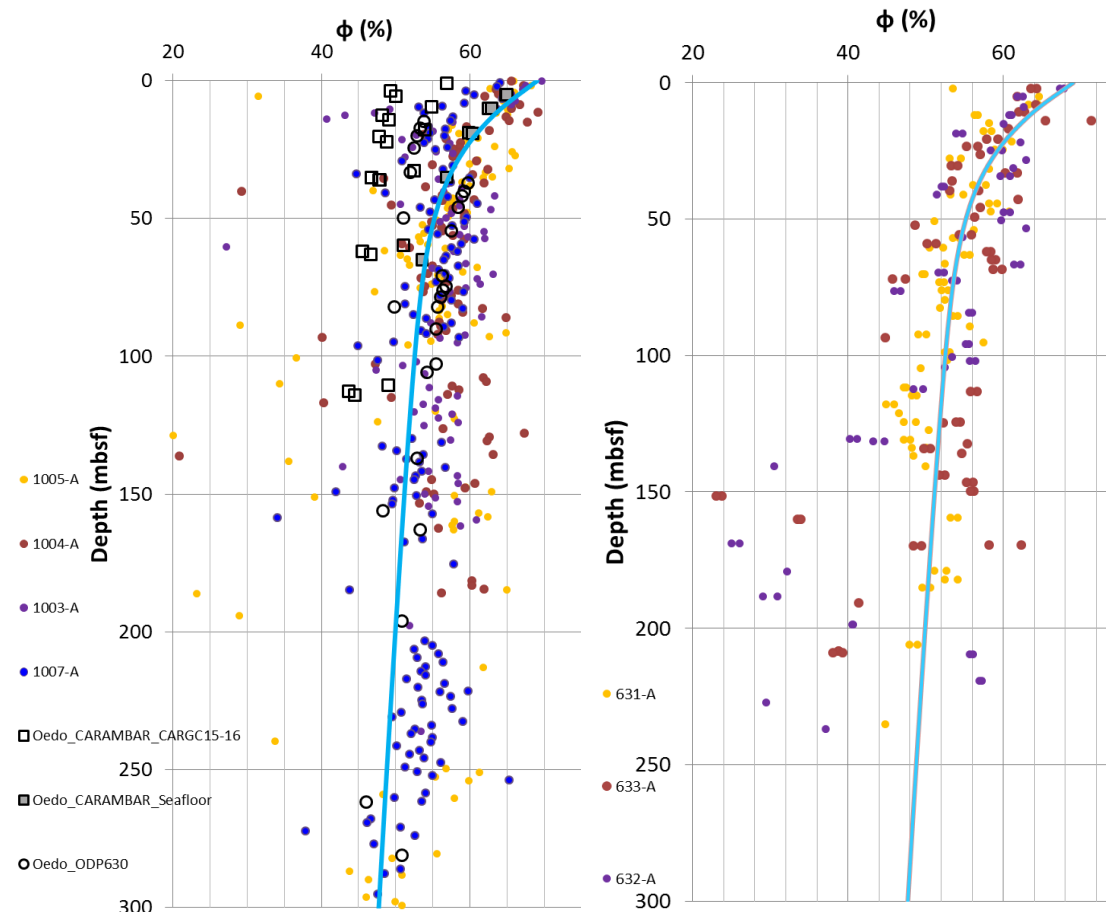 ϕ (%)
20 40 60
0
50
100
150
200
250
300
Depth (mbsf)
1005-A
1004-A
1003-A
1007-A
Oedo_CARAMBAR_CARGC15-16
Oedo_CARAMBAR_Seafloor
Oedo_ODP630
ϕ (%)
20 40 60
0
50
100
150
200
250
300
Depth (mbsf)
631-A
633-A
632-A